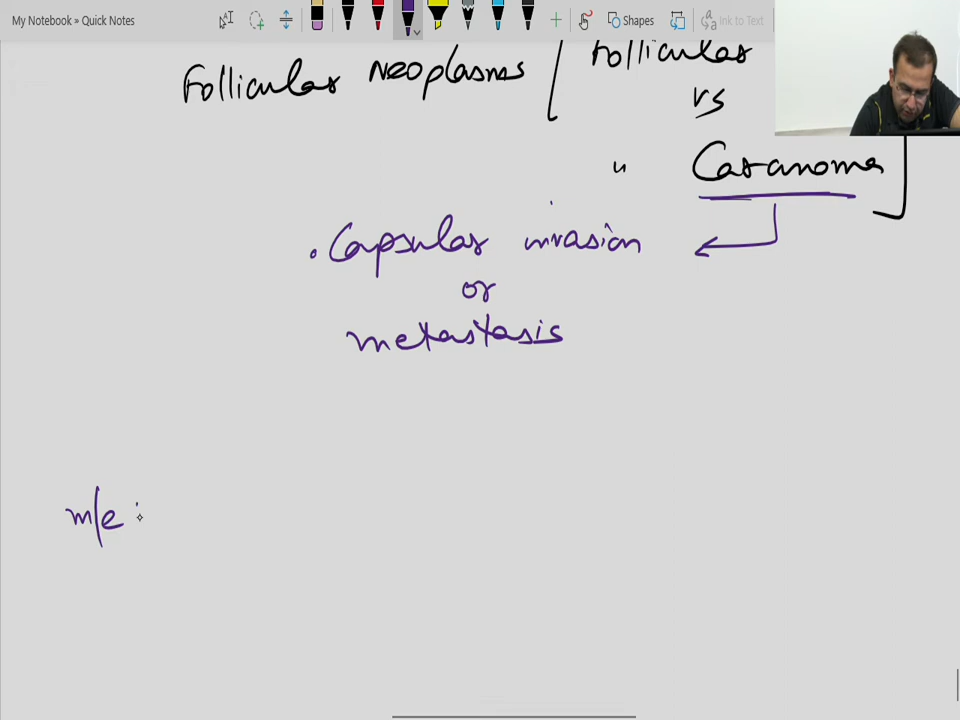 My Notebook » Quick Notes
Shapes
Ink to Text
Follicular Neoplasms
Follicular
vs
" Carcinoma
. Capsular invasion
or
metastasis
m/e :